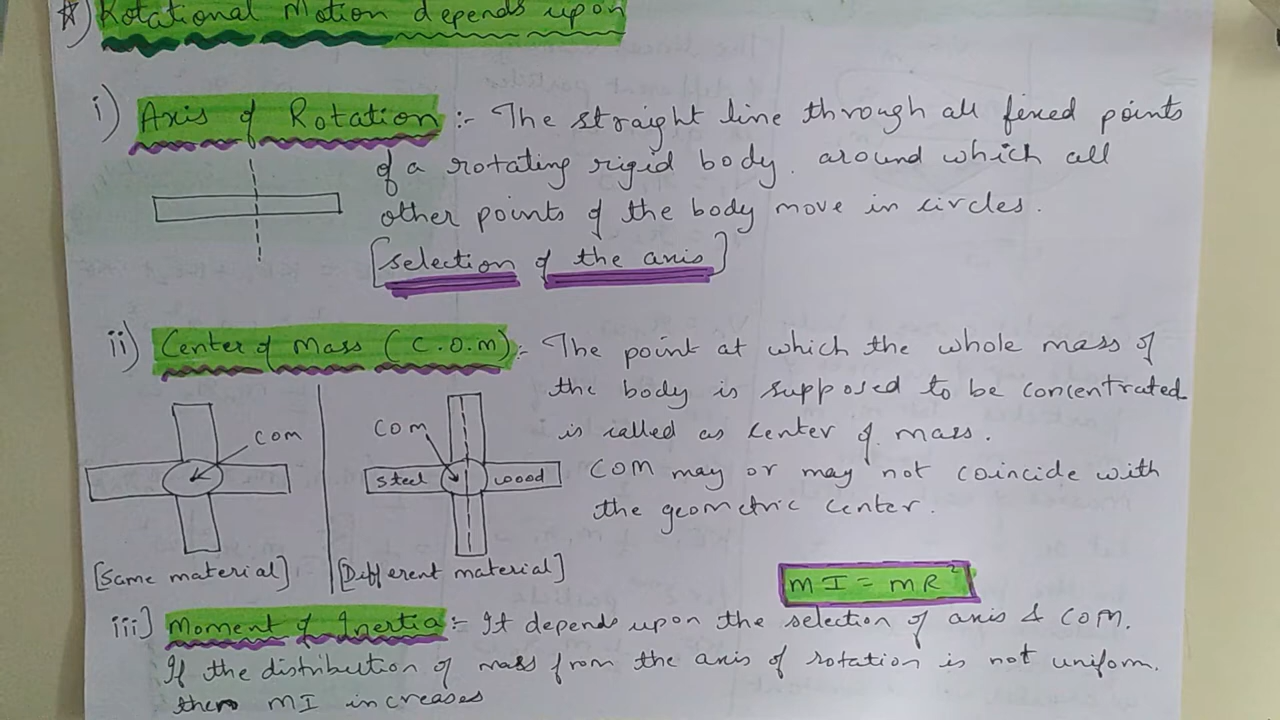 *) Rotational Motion depends upon
i) Axis of Rotation :- The straight line through all fixed points
of a rotating rigid body. around which all
other points of the body move in circles.
[selection of the axis]
ii) Center of Mass (C.O.m) :- The point at which the whole mass of
the body is supposed to be concentrated
is called as center of mass.
COM may or may not coincide with
the geometric center.
COM
COM
steel wood
[Same material] [Different material]
MI = MR²
iii] Moment of Inertia :- It depends upon the selection of axis & COM.
If the distribution of mass from the axis of rotation is not uniform.
then MI increases